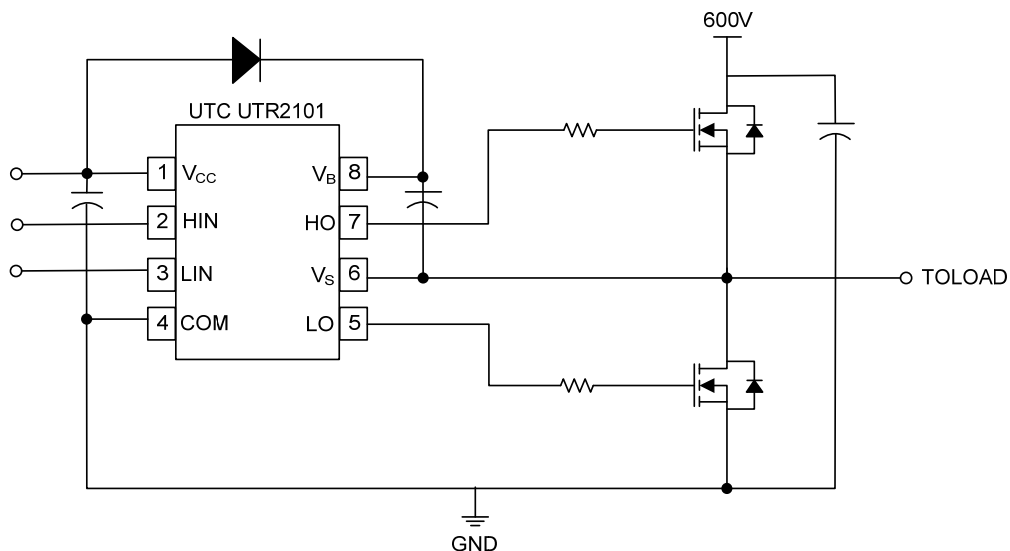 600V
UTC UTR2101
1 VCC VB 8
2 HIN HO 7
3 LIN VS 6
TOLOAD
4 COM LO 5
GND